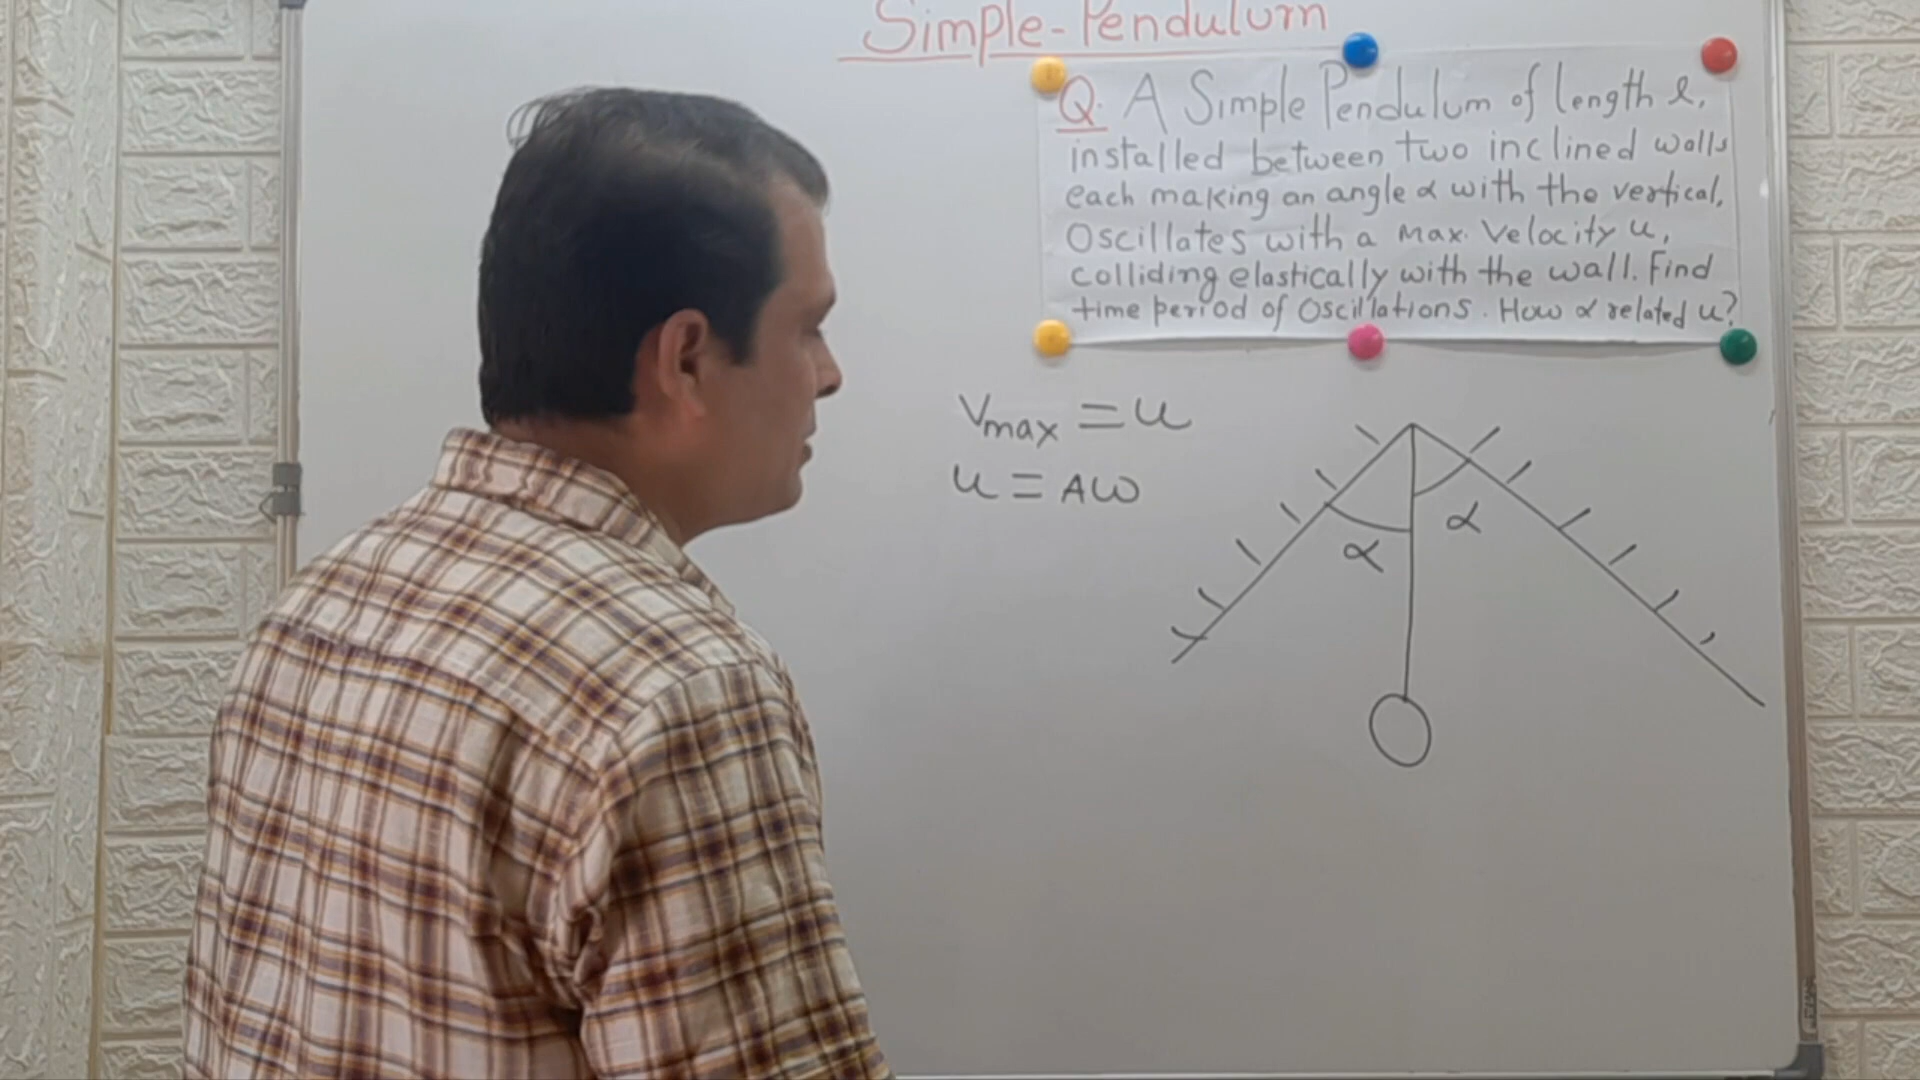 Simple-Pendulum
Q. A Simple Pendulum of length l,
installed between two inclined walls
each making an angle α with the vertical,
Oscillates with a max. velocity u,
colliding elastically with the wall. Find
time period of oscillations. How α related u?
Vmax = u
u = Aω
α
α